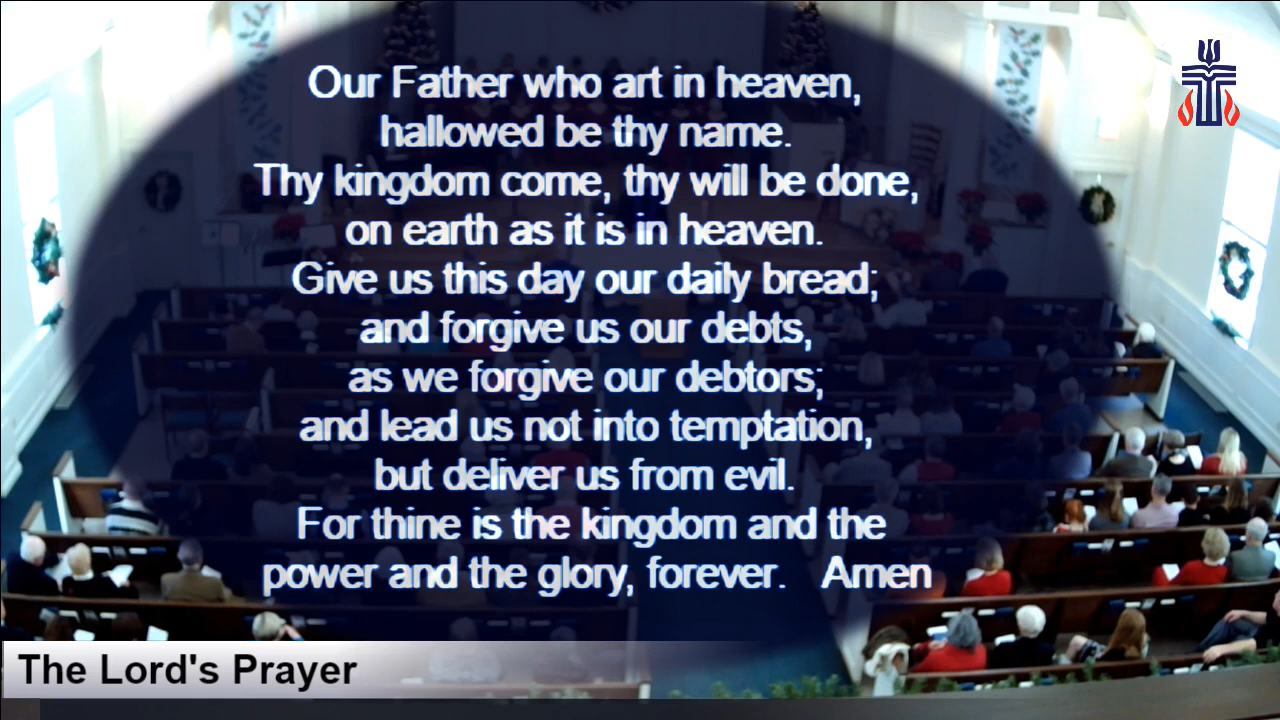 Our Father who art in heaven,
hallowed be thy name.
Thy kingdom come, thy will be done,
on earth as it is in heaven.
Give us this day our daily bread;
and forgive us our debts,
as we forgive our debtors;
and lead us not into temptation,
but deliver us from evil.
For thine is the kingdom and the
power and the glory, forever. Amen
The Lord's Prayer